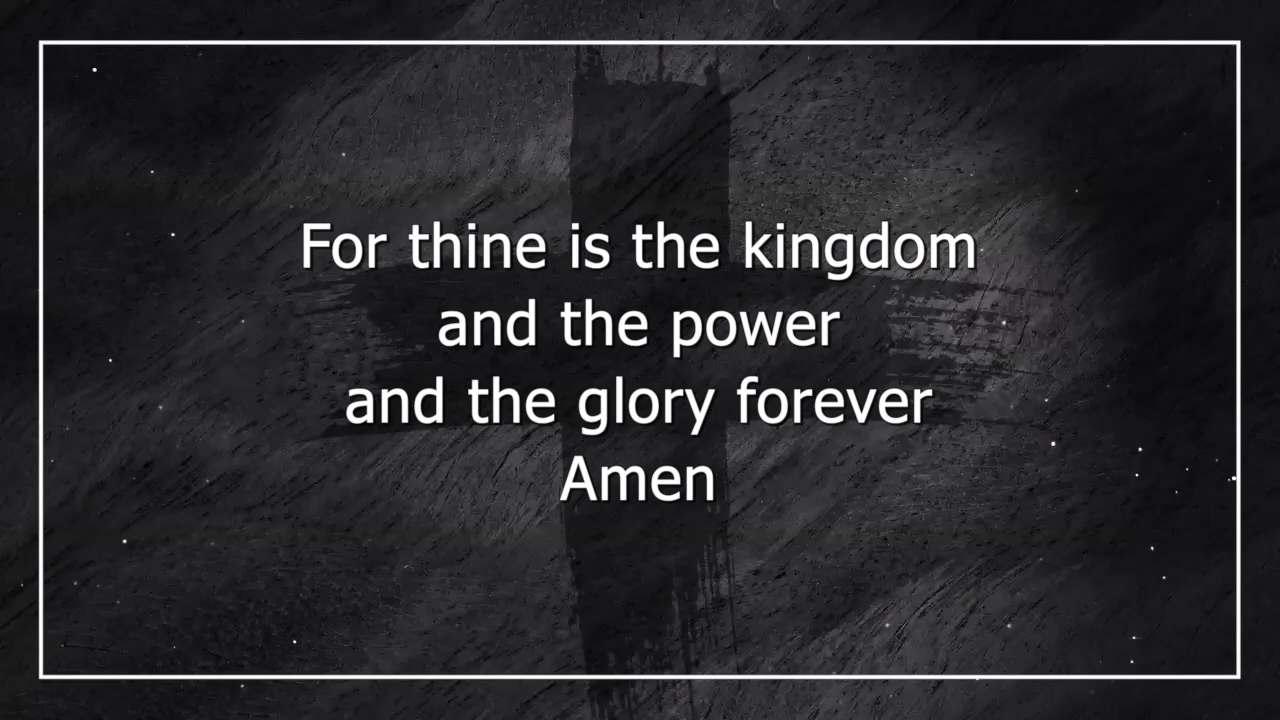 For thine is the kingdom
and the power
and the glory forever
Amen